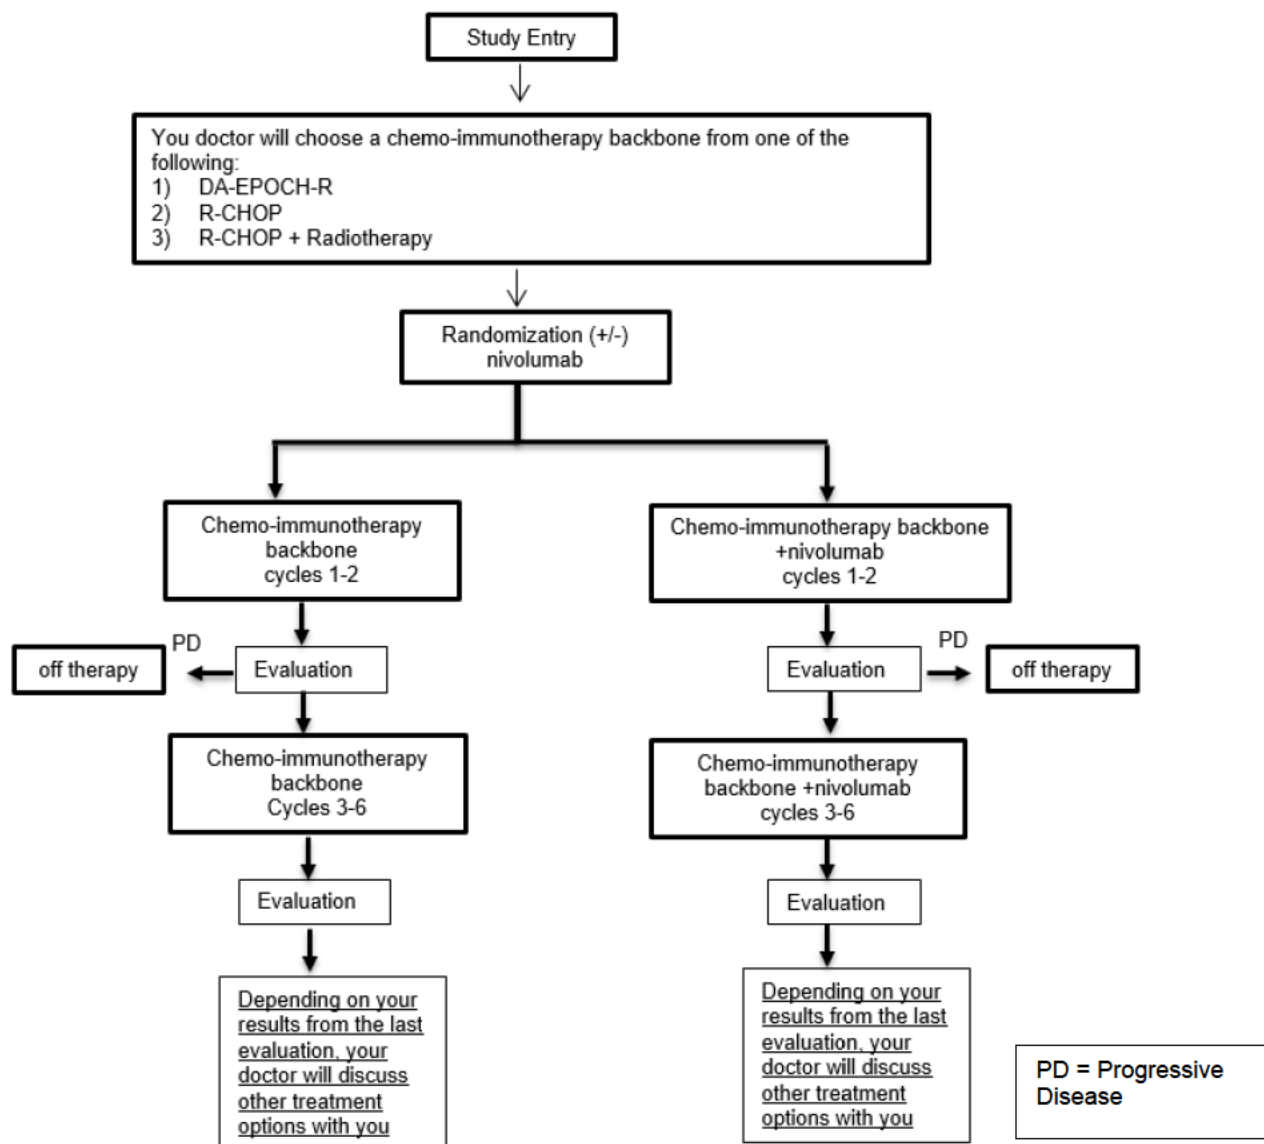 Study Entry
You doctor will choose a chemo-immunotherapy backbone from one of the
following:
1) DA-EPOCH-R
2) R-CHOP
3) R-CHOP + Radiotherapy
Randomization (+/-)
nivolumab
Chemo-immunotherapy
backbone
cycles 1-2
Chemo-immunotherapy backbone
+nivolumab
cycles 1-2
off therapy
PD
Evaluation
Evaluation
PD
off therapy
Chemo-immunotherapy
backbone
Cycles 3-6
Chemo-immunotherapy
backbone +nivolumab
cycles 3-6
Evaluation
Evaluation
Depending on your
results from the last
evaluation, your
doctor will discuss
other treatment
options with you
Depending on your
results from the last
evaluation, your
doctor will discuss
other treatment
options with you
PD = Progressive
Disease